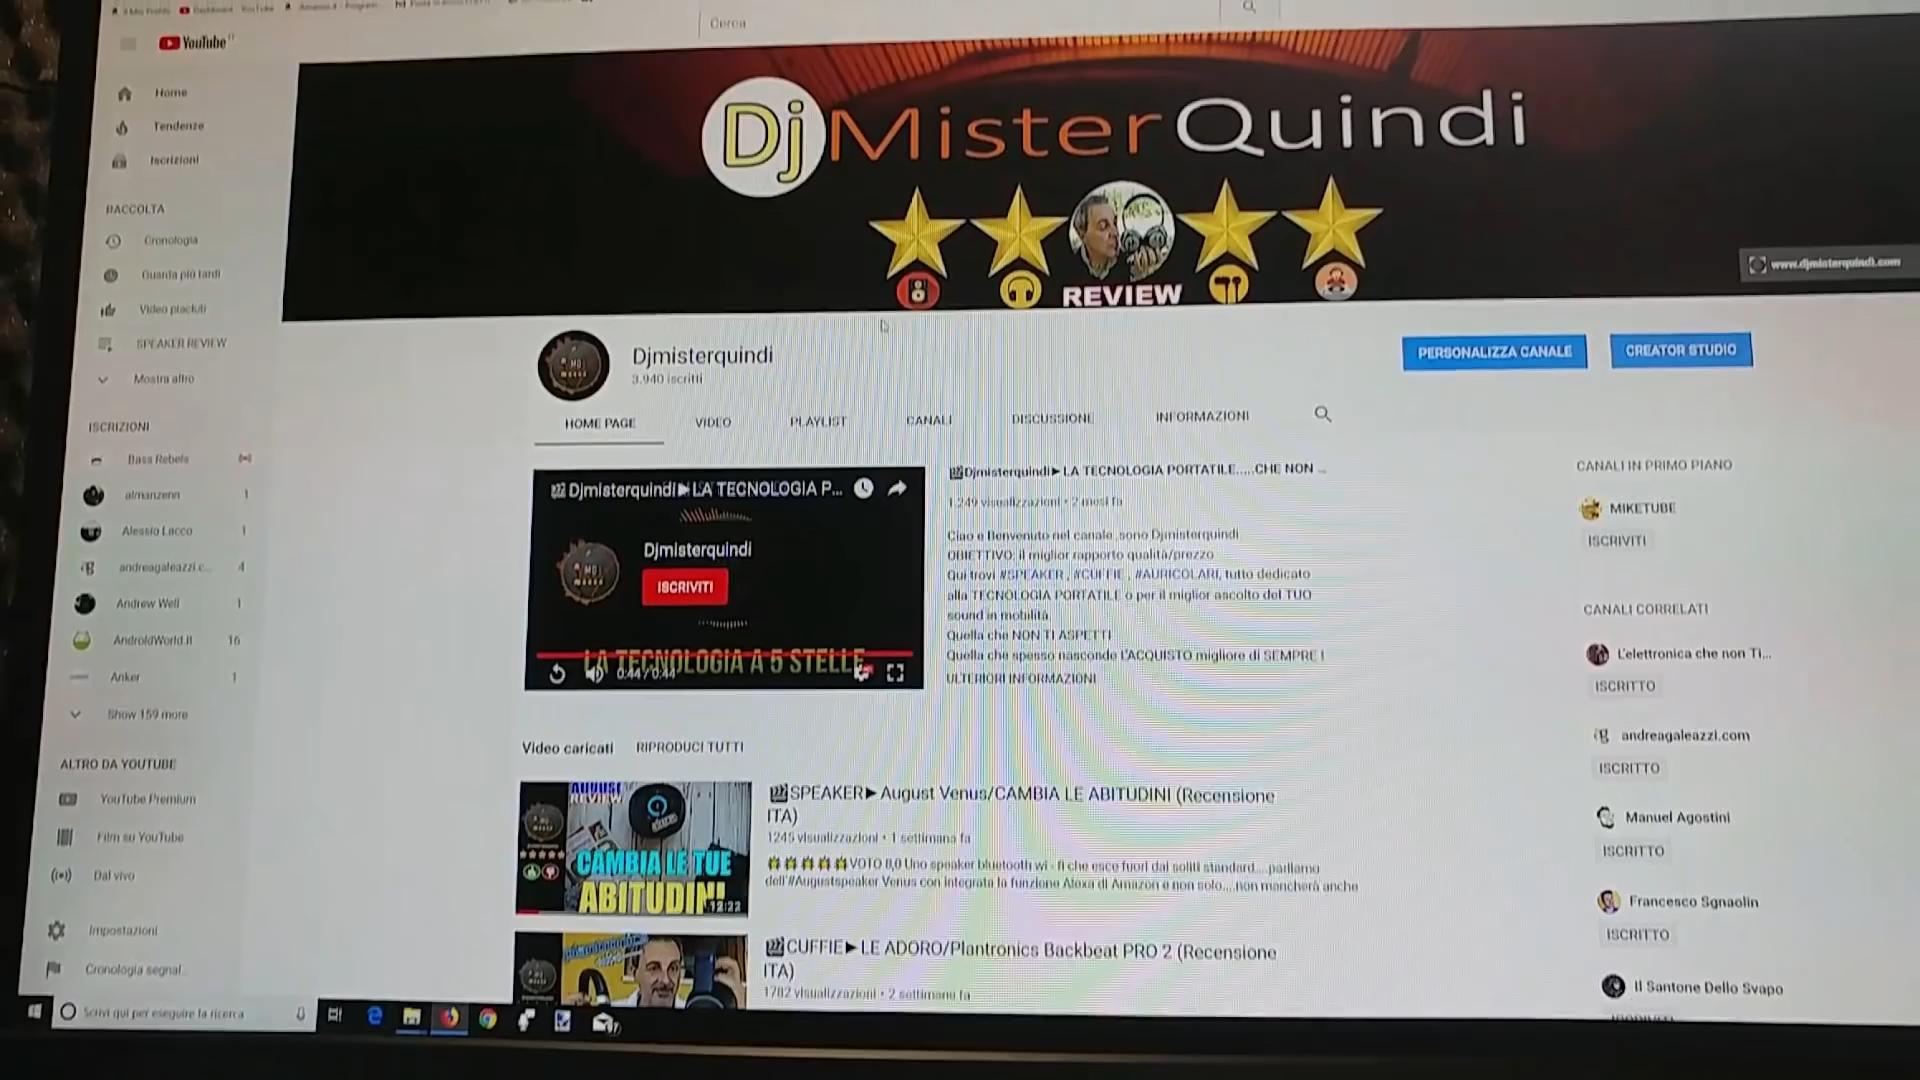 YouTube
Cerca
Home
Tendenze
Iscrizioni
RACCOLTA
Cronologia
Guarda più tardi
Video piaciuti
SPEAKER REVIEW
Mostra altro
ISCRIZIONI
Bass Rebels
almanzenn 1
Alessio Lacco 1
andreagaleazzi.c... 4
Andrew Well 1
AndroidWorld.it 16
Anker 1
Show 159 more
ALTRO DA YOUTUBE
YouTube Premium
Film su YouTube
Dal vivo
Impostazioni
Cronologia segnal...
Dj MisterQuindi
REVIEW
www.djmisterquindi.com
Djmisterquindi
3.940 iscritti
PERSONALIZZA CANALE
CREATOR STUDIO
HOME PAGE VIDEO PLAYLIST CANALI DISCUSSIONE INFORMAZIONI
Djmisterquindi►LA TECNOLOGIA P...
Djmisterquindi
ISCRIVITI
LA TECNOLOGIA A 5 STELLE
0:44 / 0:44
Djmisterquindi►LA TECNOLOGIA PORTATILE.....CHE NON ...
1.249 visualizzazioni • 2 mesi fa
Ciao e Benvenuto nel canale ,sono Djmisterquindi
OBIETTIVO: il miglior rapporto qualità/prezzo
Qui trovi #SPEAKER , #CUFFIE , #AURICOLARI, tutto dedicato
alla TECNOLOGIA PORTATILE o per il miglior ascolto del TUO
sound in mobilità.
Quella che NON TI ASPETTI
Quella che spesso nasconde L'ACQUISTO migliore di SEMPRE !
ULTERIORI INFORMAZIONI
CANALI IN PRIMO PIANO
MIKETUBE
ISCRIVITI
CANALI CORRELATI
L'elettronica che non Ti...
ISCRITTO
andreagaleazzi.com
ISCRITTO
Manuel Agostini
ISCRITTO
Francesco Sgnaolin
ISCRITTO
Il Santone Dello Svapo
Video caricati RIPRODUCI TUTTI
AUGUST
REVIEW
CAMBIA LE TUE
ABITUDINI
12:22
SPEAKER►August Venus/CAMBIA LE ABITUDINI (Recensione
ITA)
1245 visualizzazioni • 1 settimana fa
VOTO 8,0 Uno speaker bluetooth wi - fi che esce fuori dai soliti standard....parliamo
dell'#Augustspeaker Venus con integrata la funzione Alexa di Amazon e non solo....non mancherà anche
CUFFIE►LE ADORO/Plantronics Backbeat PRO 2 (Recensione
ITA)
1782 visualizzazioni • 2 settimane fa
Scrivi qui per eseguire la ricerca